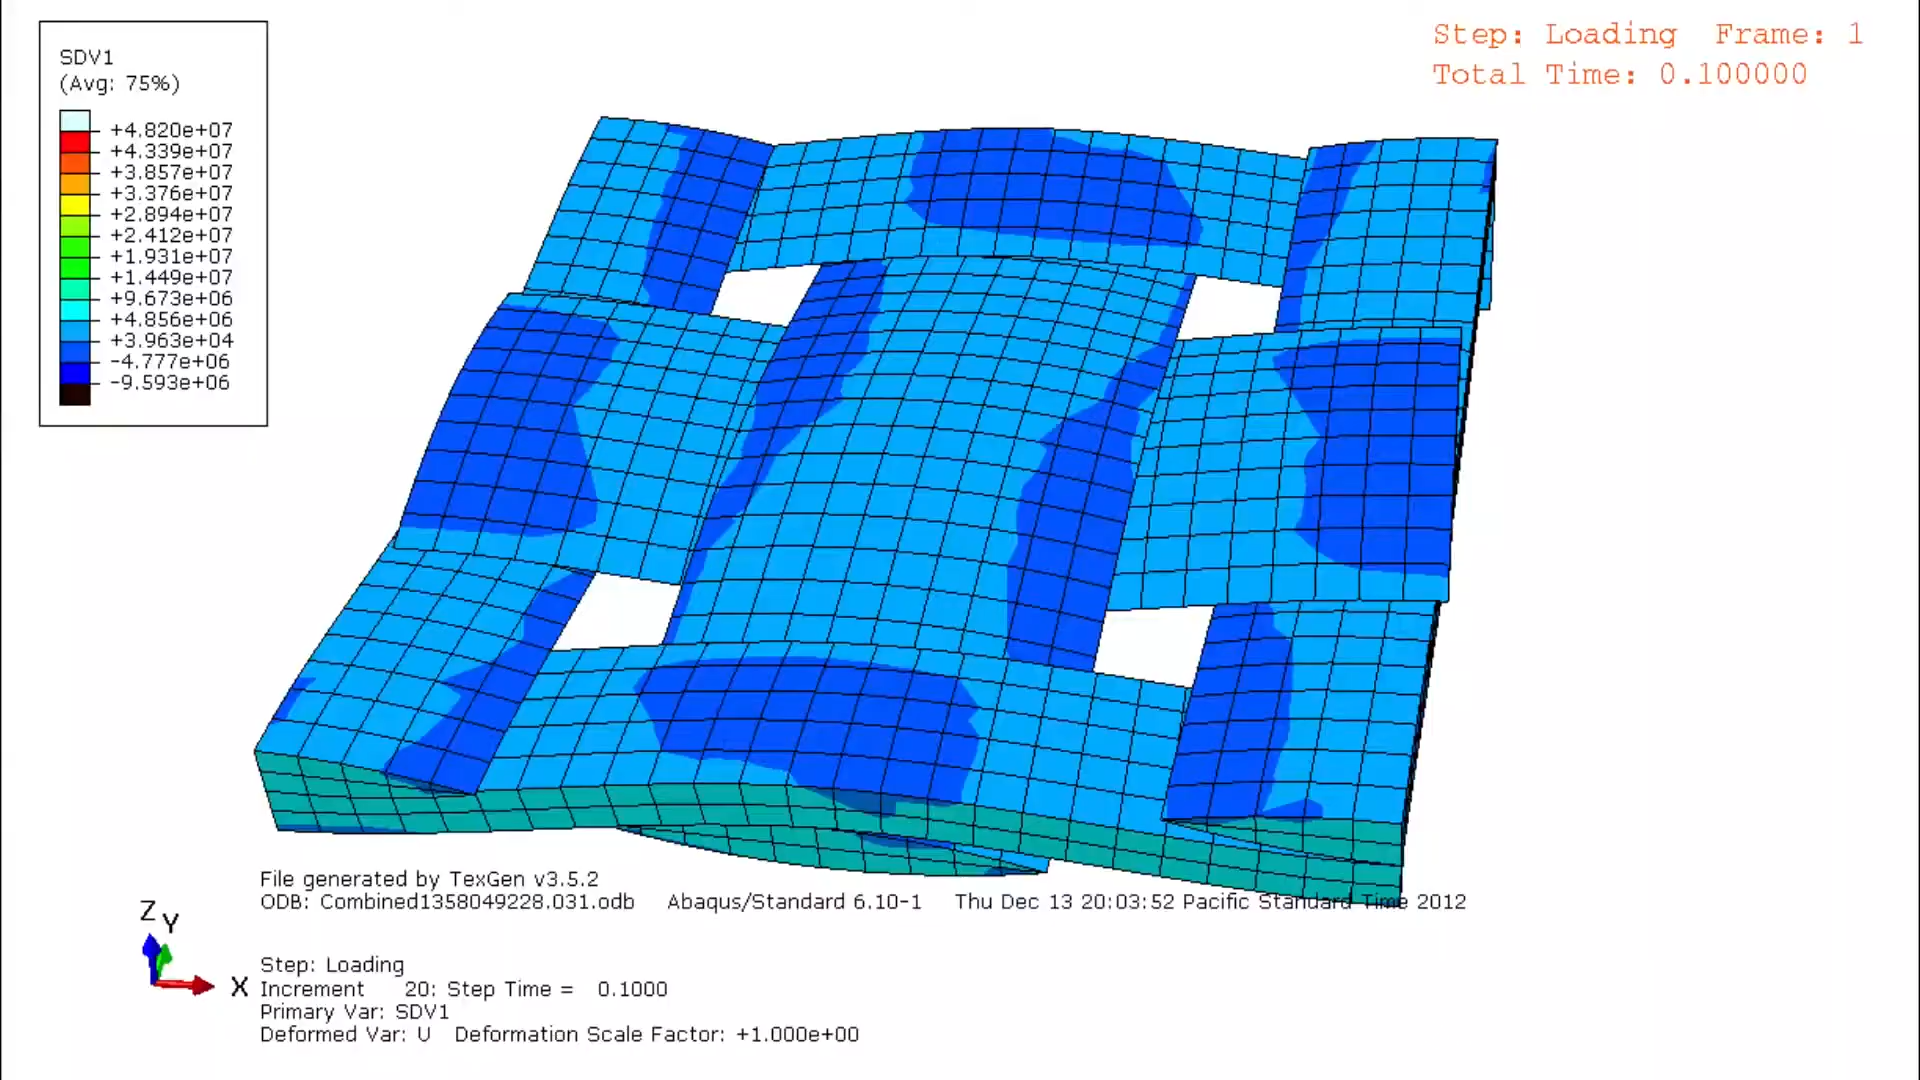 Step: Loading Frame: 1
Total Time: 0.100000
SDV1
(Avg: 75%)
+4.820e+07
+4.339e+07
+3.857e+07
+3.376e+07
+2.894e+07
+2.412e+07
+1.931e+07
+1.449e+07
+9.673e+06
+4.856e+06
+3.963e+04
-4.777e+06
-9.593e+06
File generated by TexGen v3.5.2
ODB: Combined1358049228.031.odb Abaqus/Standard 6.10-1 Thu Dec 13 20:03:52 Pacific Standard Time 2012
Z
Y
X
Step: Loading
Increment 20: Step Time = 0.1000
Primary Var: SDV1
Deformed Var: U Deformation Scale Factor: +1.000e+00